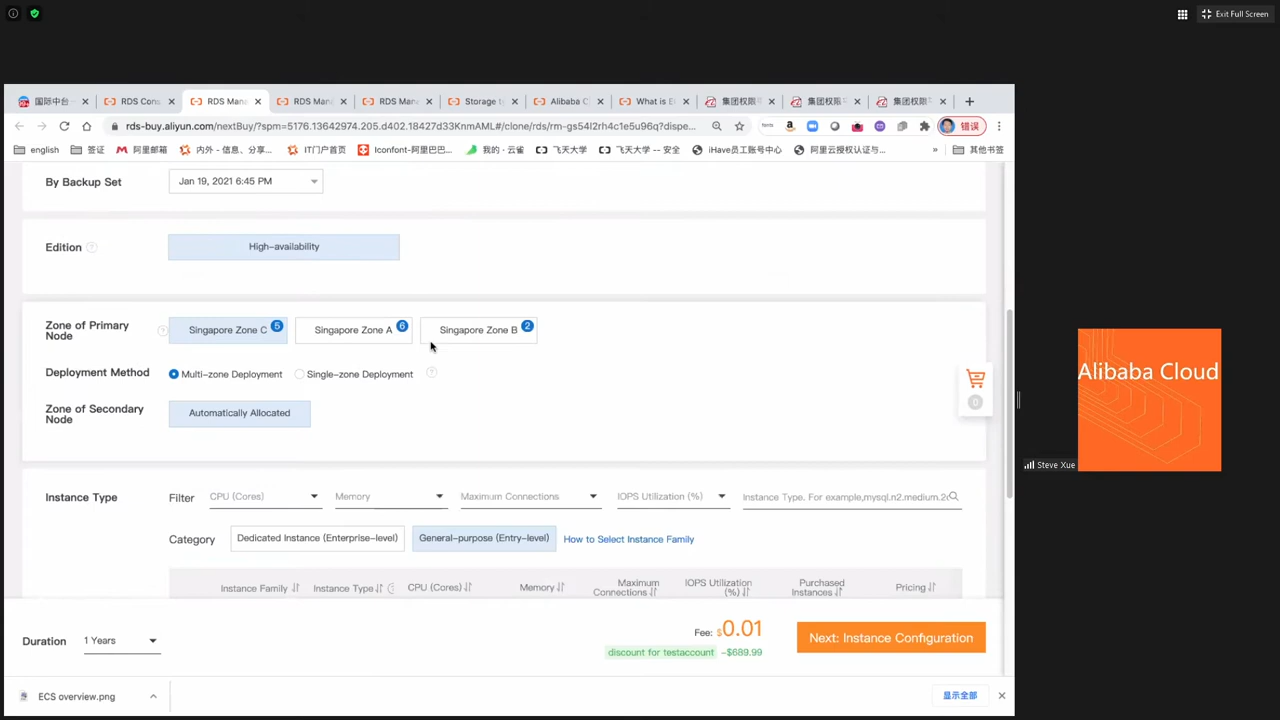 Exit Full Screen
国际中台
RDS Cons
RDS Mana
RDS Mana
RDS Mana
Storage t
Alibaba C
What is E
集团权限
集团权限
集团权限
rds-buy.aliyun.com/nextBuy/?spm=5176.13642974.205.d402.18427d33KnmAML#/clone/rds/rm-gs54l2rh4c1e5u96q?dispe...
错误
english
签证
阿里邮箱
内外 - 信息、分享...
IT门户首页
Iconfont-阿里巴巴...
我的 · 云雀
飞天大学
飞天大学 -- 安全
iHave员工账号中心
阿里云授权认证与...
»
其他书签
By Backup Set
Jan 19, 2021 6:45 PM
Edition
High-availability
Zone of Primary
Node
Singapore Zone C 5
Singapore Zone A 6
Singapore Zone B 2
Deployment Method
Multi-zone Deployment
Single-zone Deployment
Zone of Secondary
Node
Automatically Allocated
0
Alibaba Cloud
Steve Xue
Instance Type
Filter
CPU (Cores)
Memory
Maximum Connections
IOPS Utilization (%)
Instance Type. For example,mysql.n2.medium.2c
Category
Dedicated Instance (Enterprise-level)
General-purpose (Entry-level)
How to Select Instance Family
Instance Family
Instance Type
CPU (Cores)
Memory
Maximum
Connections
IOPS Utilization
(%)
Purchased
Instances
Pricing
Duration
1 Years
Fee: $0.01
discount for testaccount -$689.99
Next: Instance Configuration
ECS overview.png
显示全部